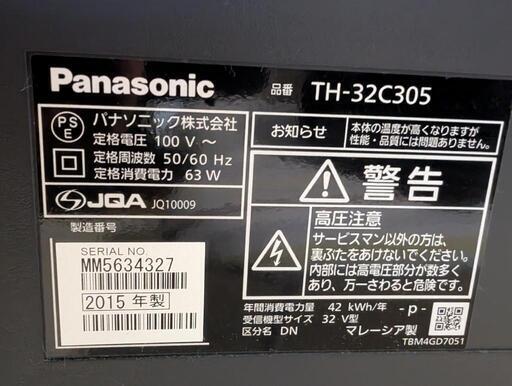 Panasonic
品番 TH-32C305
PS
E
パナソニック株式会社
定格電圧 100 V ～
定格周波数 50/60 Hz
定格消費電力 63 W
JQA JQ10009
製造番号
SERIAL NO.
MM5634327
2015 年製
お知らせ
本体の温度が高くなりますが
性能・品質には問題ありません。
警告
高圧注意
サービスマン以外の方は、
裏ぶたをあけないでください。
内部には高電圧部分が数多く
あり、万一さわると危険です。
年間消費電力量 42 kWh/年
受信機型サイズ 32 V型
区分名 DN
-p-
マレーシア製
TBM4GD7051